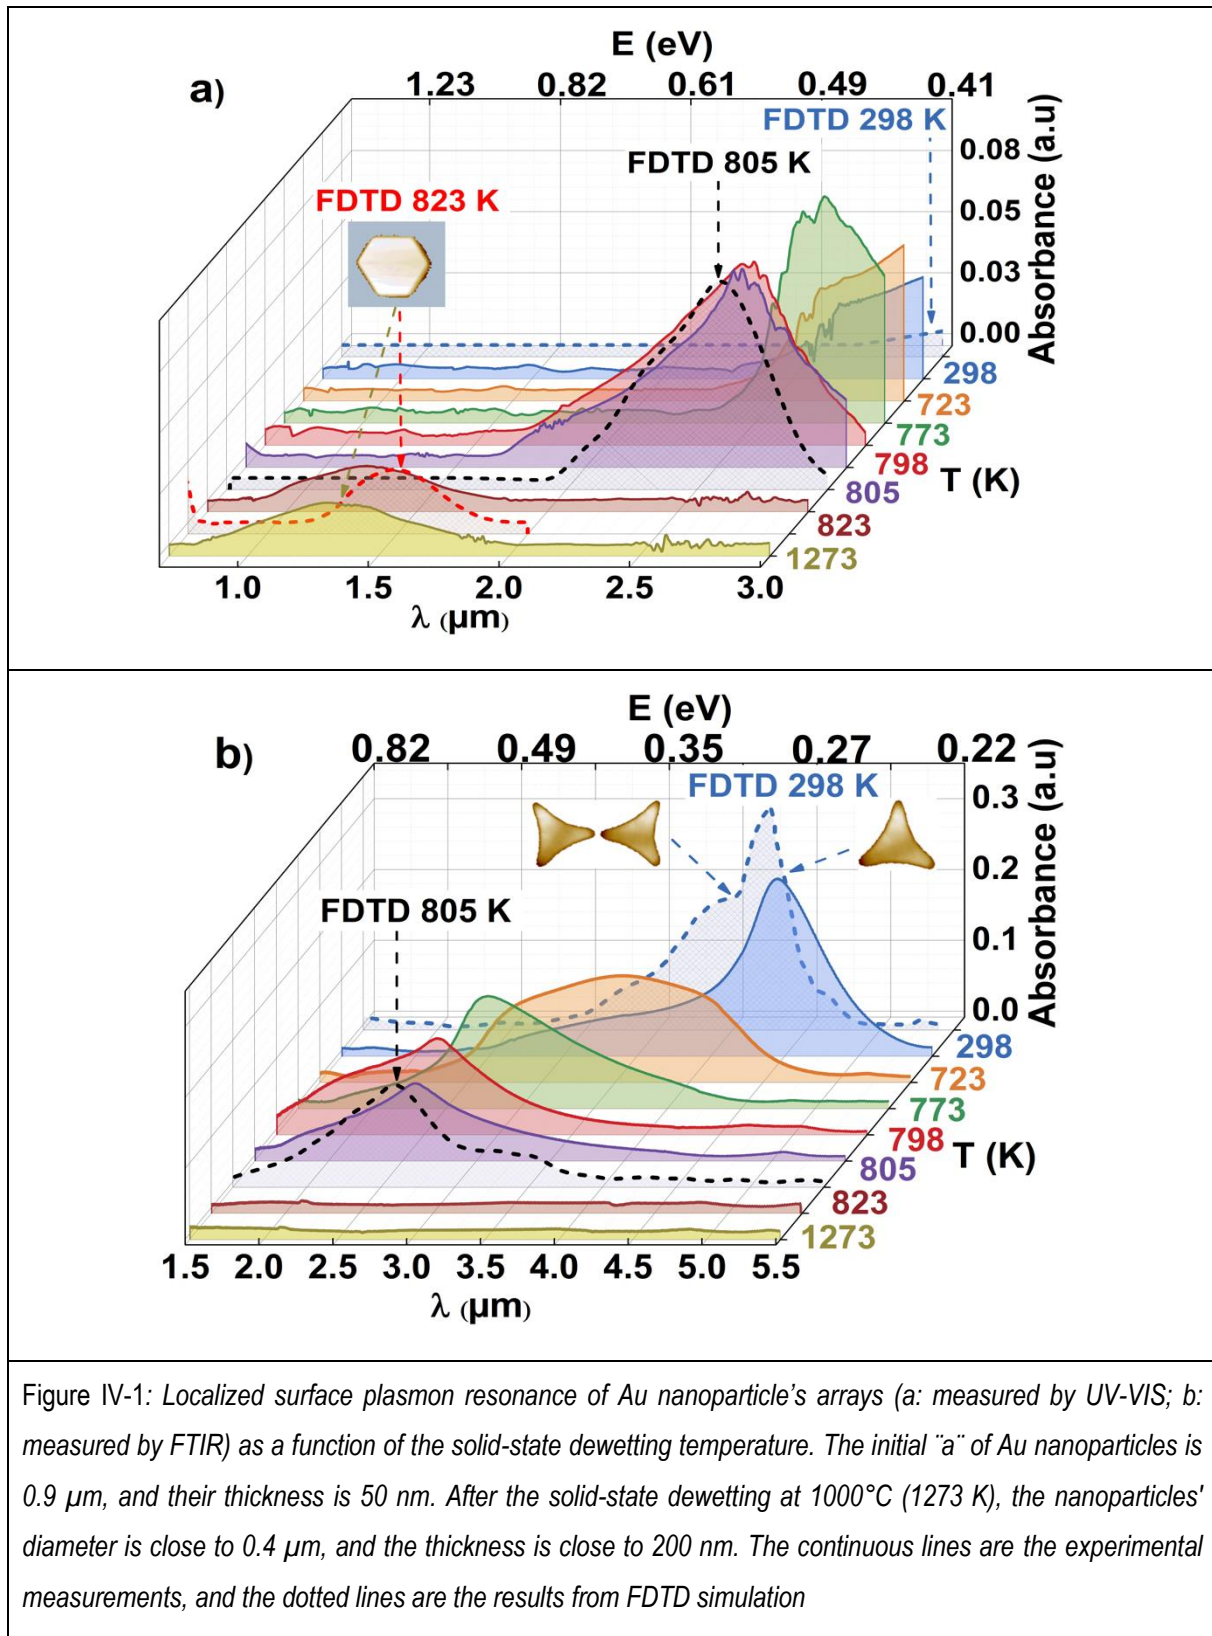 E (eV)
a)
1.23 0.82 0.61 0.49 0.41
FDTD 298 K
FDTD 805 K
FDTD 823 K
0.08
0.05
0.03
0.00
Absorbance (a.u)
298
723
773
798
805
823
1273
T (K)
1.0 1.5 2.0 2.5 3.0
λ (µm)
E (eV)
b)
0.82 0.49 0.35 0.27 0.22
FDTD 298 K
FDTD 805 K
0.3
0.2
0.1
0.0
Absorbance (a.u)
298
723
773
798
805
823
1273
T (K)
1.5 2.0 2.5 3.0 3.5 4.0 4.5 5.0 5.5
λ (µm)
Figure IV-1: Localized surface plasmon resonance of Au nanoparticle's arrays (a: measured by UV-VIS; b:
measured by FTIR) as a function of the solid-state dewetting temperature. The initial ¨a¨ of Au nanoparticles is
0.9 µm, and their thickness is 50 nm. After the solid-state dewetting at 1000°C (1273 K), the nanoparticles'
diameter is close to 0.4 µm, and the thickness is close to 200 nm. The continuous lines are the experimental
measurements, and the dotted lines are the results from FDTD simulation